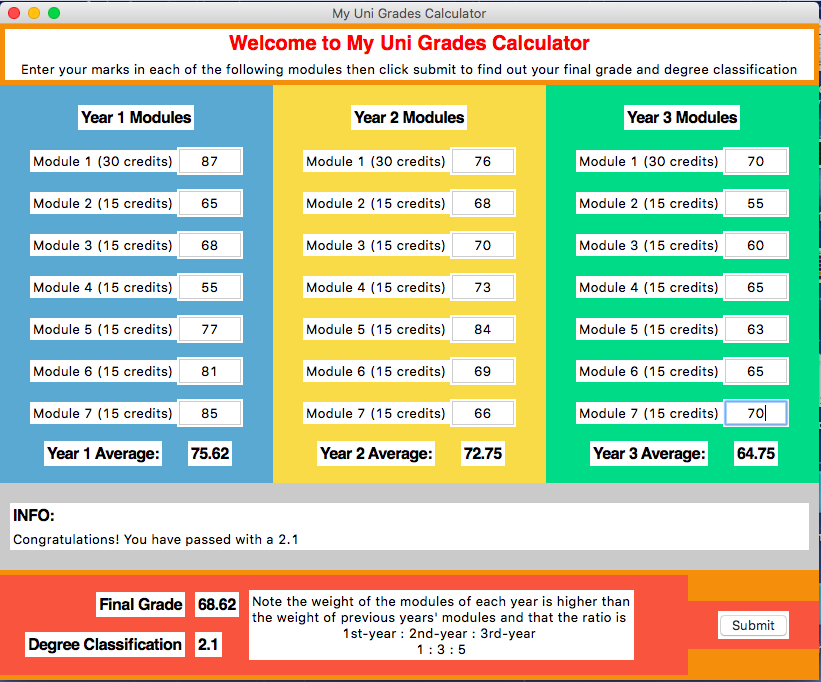 My Uni Grades Calculator
Welcome to My Uni Grades Calculator
Enter your marks in each of the following modules then click submit to find out your final grade and degree classification
Year 1 Modules
Module 1 (30 credits) 87
Module 2 (15 credits) 65
Module 3 (15 credits) 68
Module 4 (15 credits) 55
Module 5 (15 credits) 77
Module 6 (15 credits) 81
Module 7 (15 credits) 85
Year 1 Average: 75.62
Year 2 Modules
Module 1 (30 credits) 76
Module 2 (15 credits) 68
Module 3 (15 credits) 70
Module 4 (15 credits) 73
Module 5 (15 credits) 84
Module 6 (15 credits) 69
Module 7 (15 credits) 66
Year 2 Average: 72.75
Year 3 Modules
Module 1 (30 credits) 70
Module 2 (15 credits) 55
Module 3 (15 credits) 60
Module 4 (15 credits) 65
Module 5 (15 credits) 63
Module 6 (15 credits) 65
Module 7 (15 credits) 70
Year 3 Average: 64.75
INFO:
Congratulations! You have passed with a 2.1
Final Grade 68.62
Degree Classification 2.1
Note the weight of the modules of each year is higher than
the weight of previous years' modules and that the ratio is
1st-year : 2nd-year : 3rd-year
1 : 3 : 5
Submit